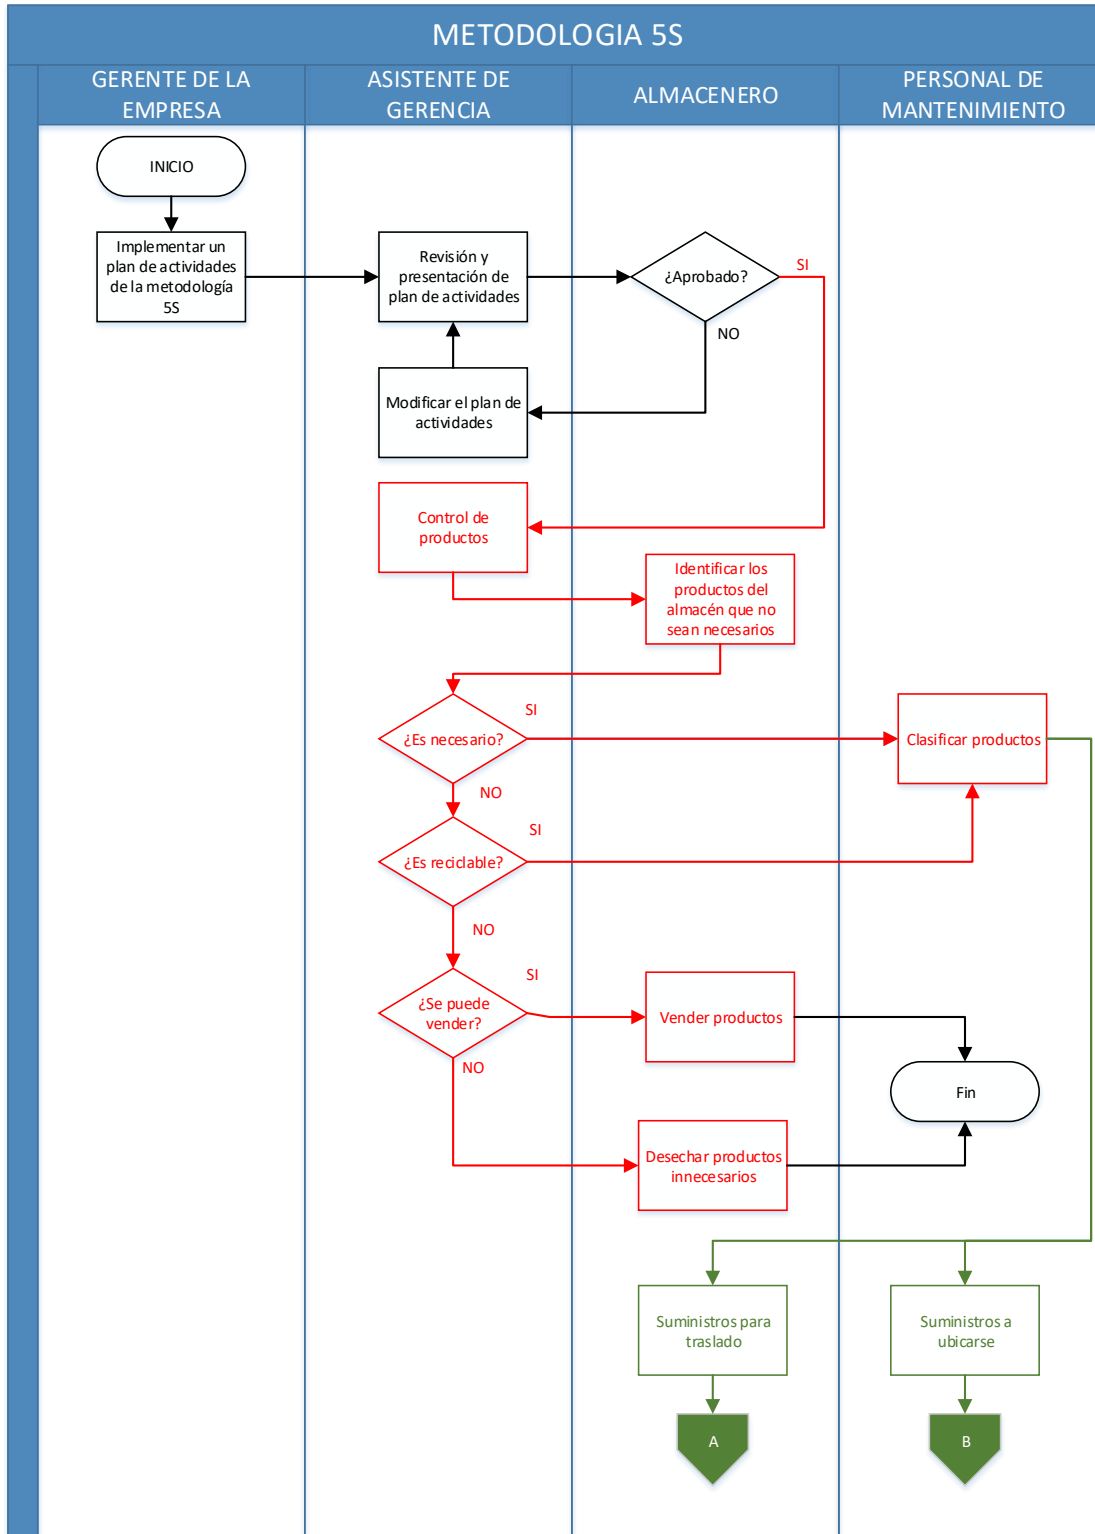 METODOLOGIA 5S
GERENTE DE LA
EMPRESA
ASISTENTE DE
GERENCIA
ALMACENERO
PERSONAL DE
MANTENIMIENTO
INICIO
Implementar un
plan de actividades
de la metodología
5S
Revisión y
presentación de
plan de actividades
¿Aprobado?
SI
NO
Modificar el plan de
actividades
Control de
productos
Identificar los
productos del
almacén que no
sean necesarios
¿Es necesario?
SI
Clasificar productos
NO
¿Es reciclable?
SI
NO
¿Se puede
vender?
SI
Vender productos
NO
Fin
Desechar productos
innecesarios
Suministros para
traslado
Suministros a
ubicarse
A
B